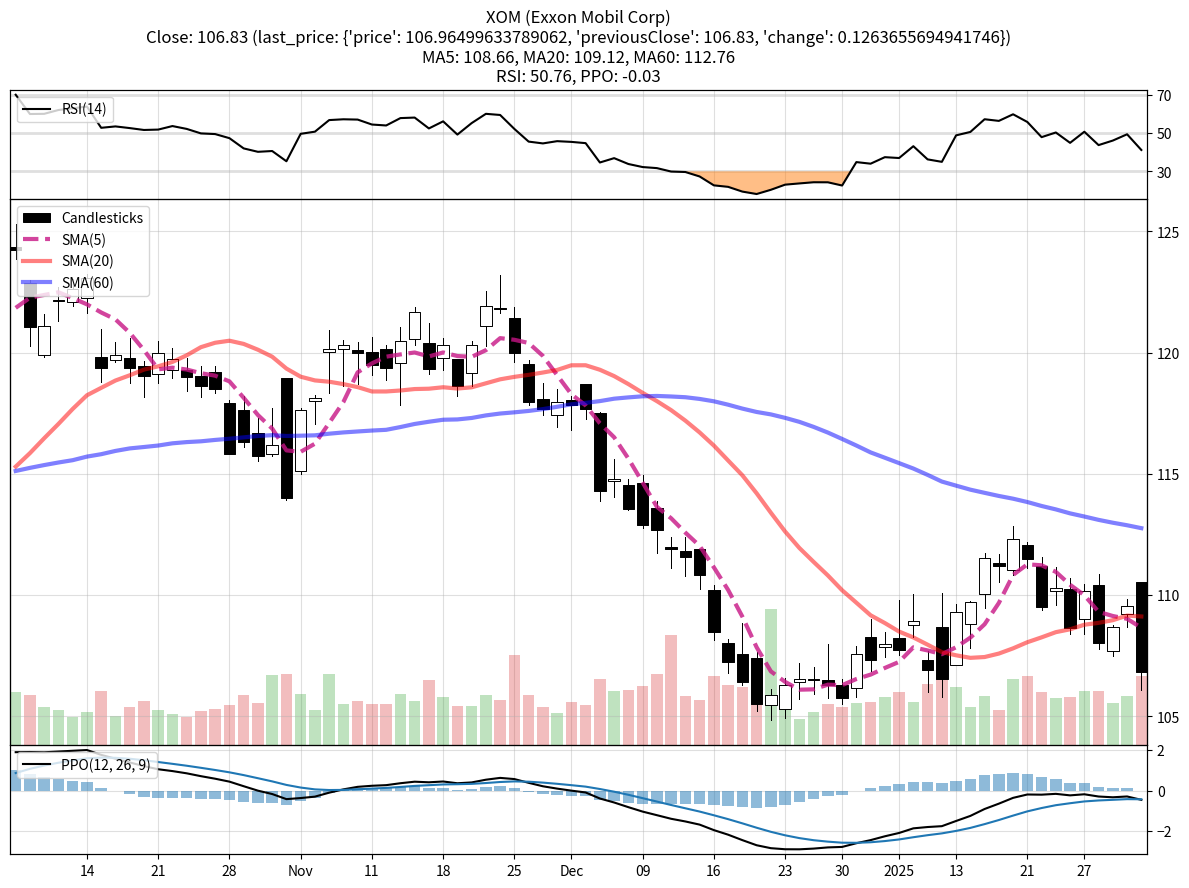 XOM (Exxon Mobil Corp)
Close: 106.83 (last_price: {'price': 106.96499633789062, 'previousClose': 106.83, 'change': 0.1263655694941746})
MA5: 108.66, MA20: 109.12, MA60: 112.76
RSI: 50.76, PPO: -0.03
RSI(14)
70
50
30
Candlesticks
SMA(5)
SMA(20)
SMA(60)
125
120
115
110
105
PPO(12, 26, 9)
2
0
−2
14 21 28 Nov 11 18 25 Dec 09 16 23 30 2025 13 21 27